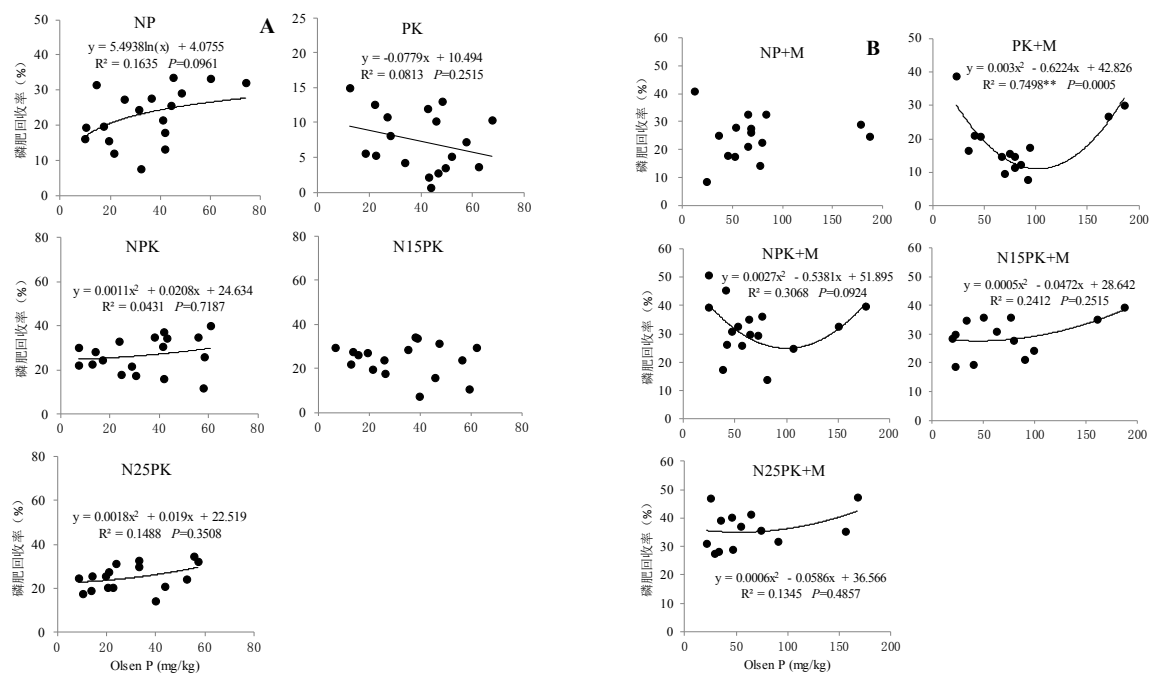 A
NP
y = 5.4938ln(x) + 4.0755
R² = 0.1635 P=0.0961
磷肥回收率（%）
50
40
30
20
10
0
0 20 40 60 80
PK
y = -0.0779x + 10.494
R² = 0.0813 P=0.2515
25
20
15
10
5
0
0 20 40 60 80
NPK
y = 0.0011x² + 0.0208x + 24.634
R² = 0.0431 P=0.7187
磷肥回收率（%）
80
60
40
20
0
0 20 40 60 80
N15PK
80
60
40
20
0
0 20 40 60 80
N25PK
y = 0.0018x² + 0.019x + 22.519
R² = 0.1488 P=0.3508
磷肥回收率（%）
80
60
40
20
0
0 20 40 60 80
Olsen P (mg/kg)
B
NP+M
磷肥回收率（%）
60
50
40
30
20
10
0
0 50 100 150 200
PK+M
y = 0.003x² - 0.6224x + 42.826
R² = 0.7498** P=0.0005
60
50
40
30
20
10
0
0 50 100 150 200
NPK+M
y = 0.0027x² - 0.5381x + 51.895
R² = 0.3068 P=0.0924
磷肥回收率（%）
60
50
40
30
20
10
0
0 50 100 150 200
N15PK+M
y = 0.0005x² - 0.0472x + 28.642
R² = 0.2412 P=0.2515
60
50
40
30
20
10
0
0 50 100 150 200
N25PK+M
y = 0.0006x² - 0.0586x + 36.566
R² = 0.1345 P=0.4857
磷肥回收率（%）
60
50
40
30
20
10
0
0 50 100 150 200
Olsen P (mg/kg)